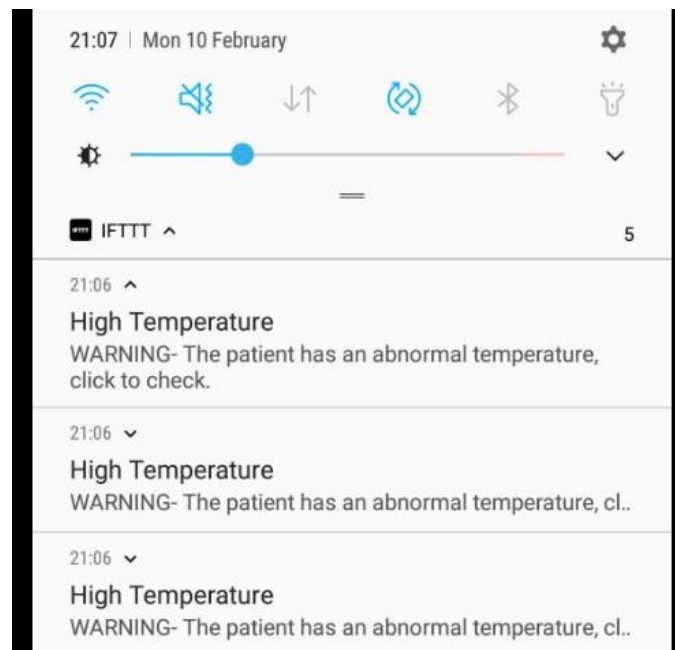 21:07 | Mon 10 February
IFTTT 5
21:06
High Temperature
WARNING- The patient has an abnormal temperature,
click to check.
21:06
High Temperature
WARNING- The patient has an abnormal temperature, cl..
21:06
High Temperature
WARNING- The patient has an abnormal temperature, cl..